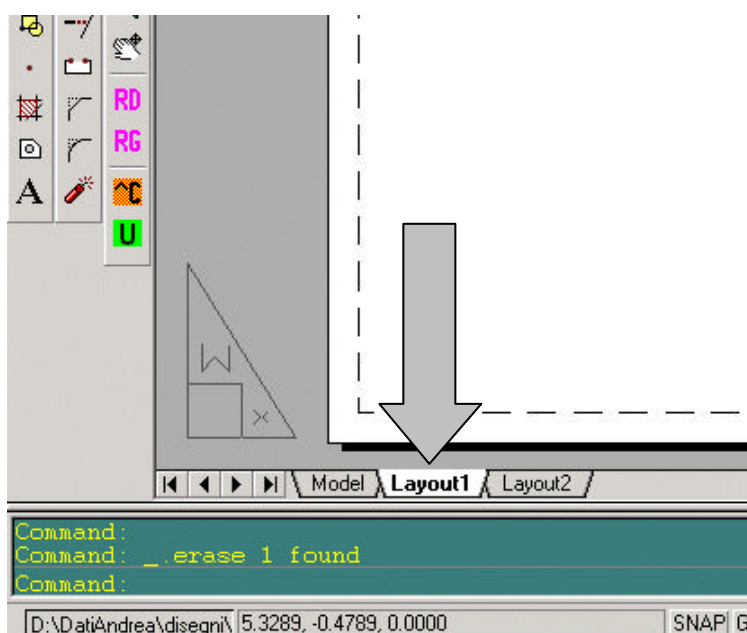 RD
RG
A
^C
U
W
X
Model Layout1 Layout2
Command:
Command: _.erase 1 found
Command:
D:\DatiAndrea\disegni\ 5.3289, -0.4789, 0.0000 SNAP G